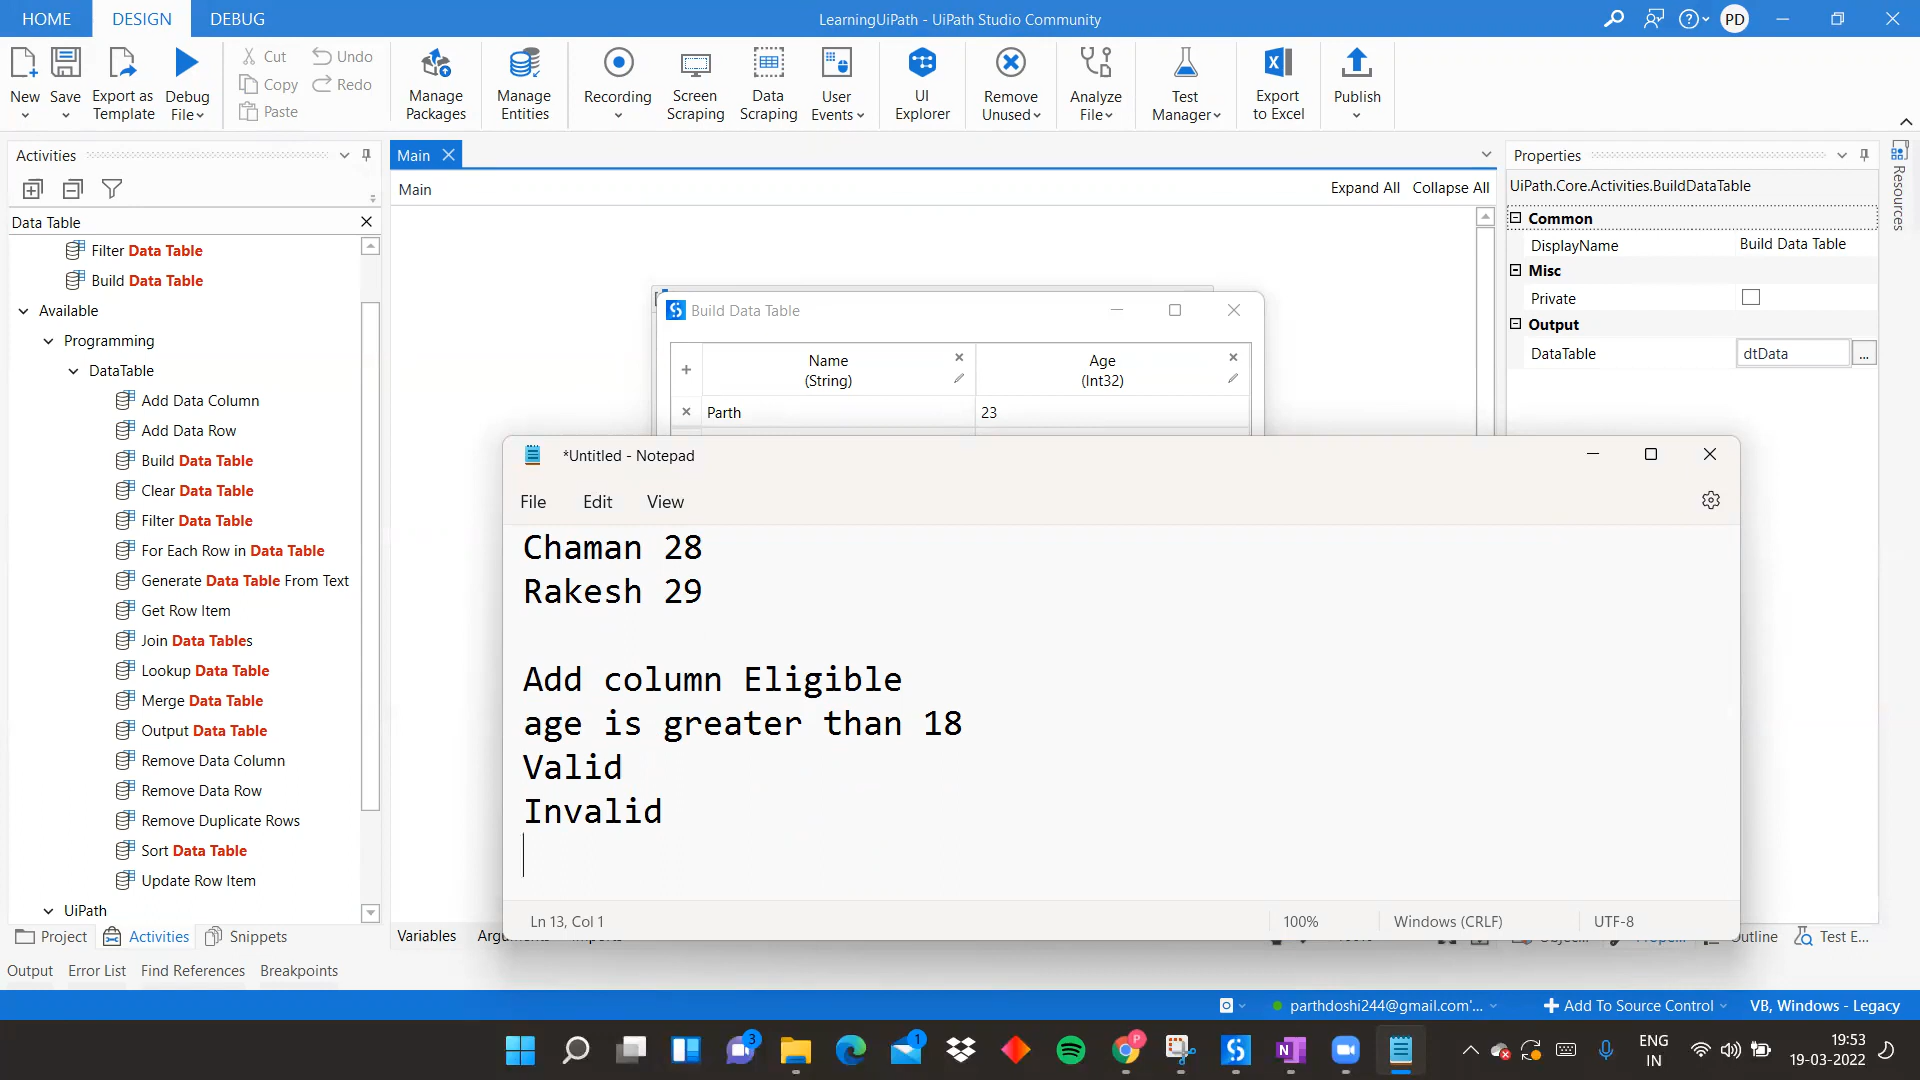 HOME DESIGN DEBUG
LearningUiPath - UiPath Studio Community
PD
New
Save
Export as Template
Debug File
Cut
Copy
Paste
Undo
Redo
Manage Packages
Manage Entities
Recording
Screen Scraping
Data Scraping
User Events
UI Explorer
Remove Unused
Analyze File
Test Manager
Export to Excel
Publish
Activities
Data Table
Filter Data Table
Build Data Table
Available
Programming
DataTable
Add Data Column
Add Data Row
Build Data Table
Clear Data Table
Filter Data Table
For Each Row in Data Table
Generate Data Table From Text
Get Row Item
Join Data Tables
Lookup Data Table
Merge Data Table
Output Data Table
Remove Data Column
Remove Data Row
Remove Duplicate Rows
Sort Data Table
Update Row Item
UiPath
Project Activities Snippets
Main
Main
Expand All Collapse All
Build Data Table
Name (String)
Age (Int32)
Parth 23
*Untitled - Notepad
File Edit View
Chaman 28
Rakesh 29
Add column Eligible
age is greater than 18
Valid
Invalid
Ln 13, Col 1
100%
Windows (CRLF)
UTF-8
Variables
Properties
UiPath.Core.Activities.BuildDataTable
Common
DisplayName Build Data Table
Misc
Private
Output
DataTable dtData ...
Resources
Test E...
Output Error List Find References Breakpoints
parthdoshi244@gmail.com'...
Add To Source Control
VB, Windows - Legacy
3
1
P
ENG
IN
19:53
19-03-2022